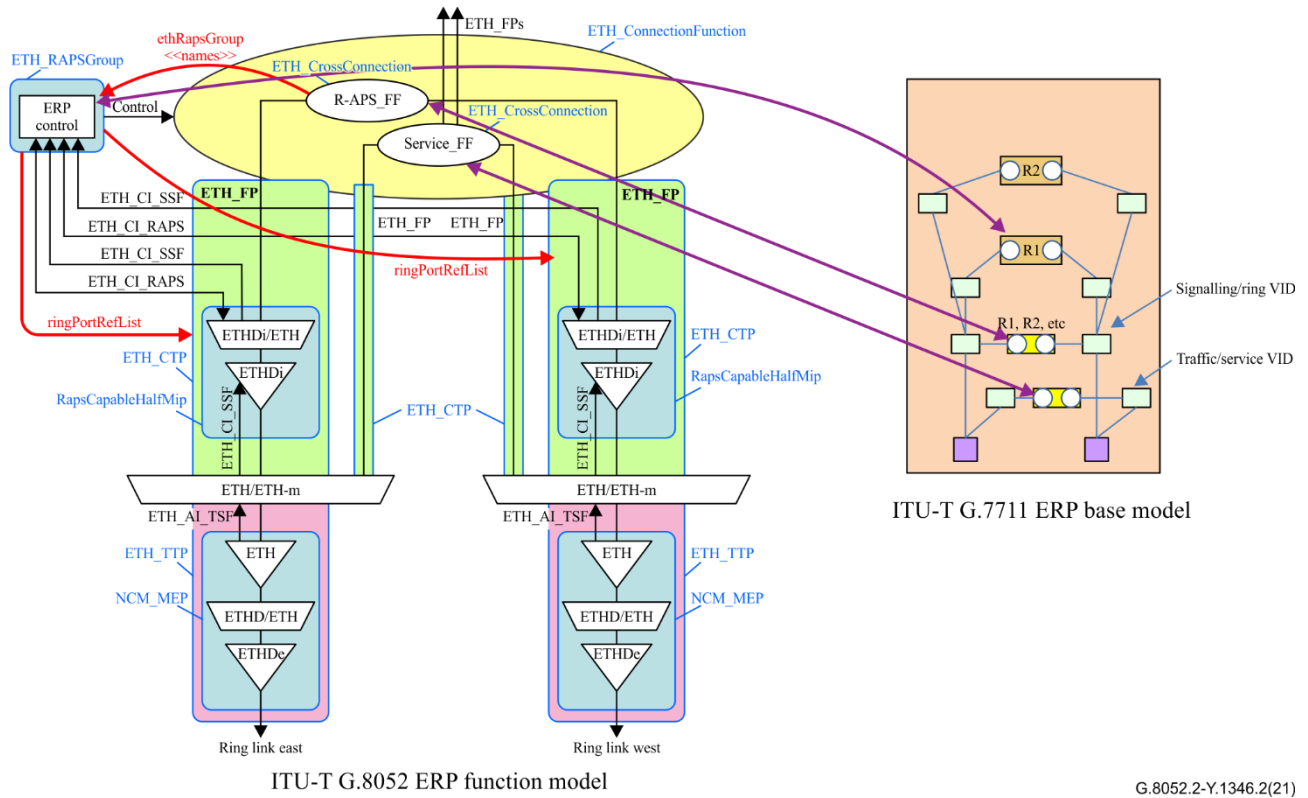 ETH_FPs
ethRapsGroup
<<names>>
ETH_ConnectionFunction
ETH_RAPSGroup
ETH_CrossConnection
R-APS_FF
ERP
control
Control
ETH_CrossConnection
Service_FF
R2
ETH_FP
ETH_FP
ETH_CI_SSF
ETH_FP
ETH_FP
ETH_CI_RAPS
R1
ETH_CI_SSF
ringPortRefList
ETH_CI_RAPS
Signalling/ring VID
ringPortRefList
ETHDi/ETH
ETHDi/ETH
R1, R2, etc
ETH_CTP
ETH_CTP
Traffic/service VID
ETHDi
ETHDi
RapsCapableHalfMip
RapsCapableHalfMip
ETH_CTP
ETH_CI_SSF
ETH_CI_SSF
ETH/ETH-m
ETH/ETH-m
ITU-T G.7711 ERP base model
ETH_AI_TSF
ETH_AI_TSF
ETH_TTP
ETH
ETH
ETH_TTP
NCM_MEP
NCM_MEP
ETHD/ETH
ETHD/ETH
ETHDe
ETHDe
Ring link east
Ring link west
ITU-T G.8052 ERP function model
G.8052.2-Y.1346.2(21)